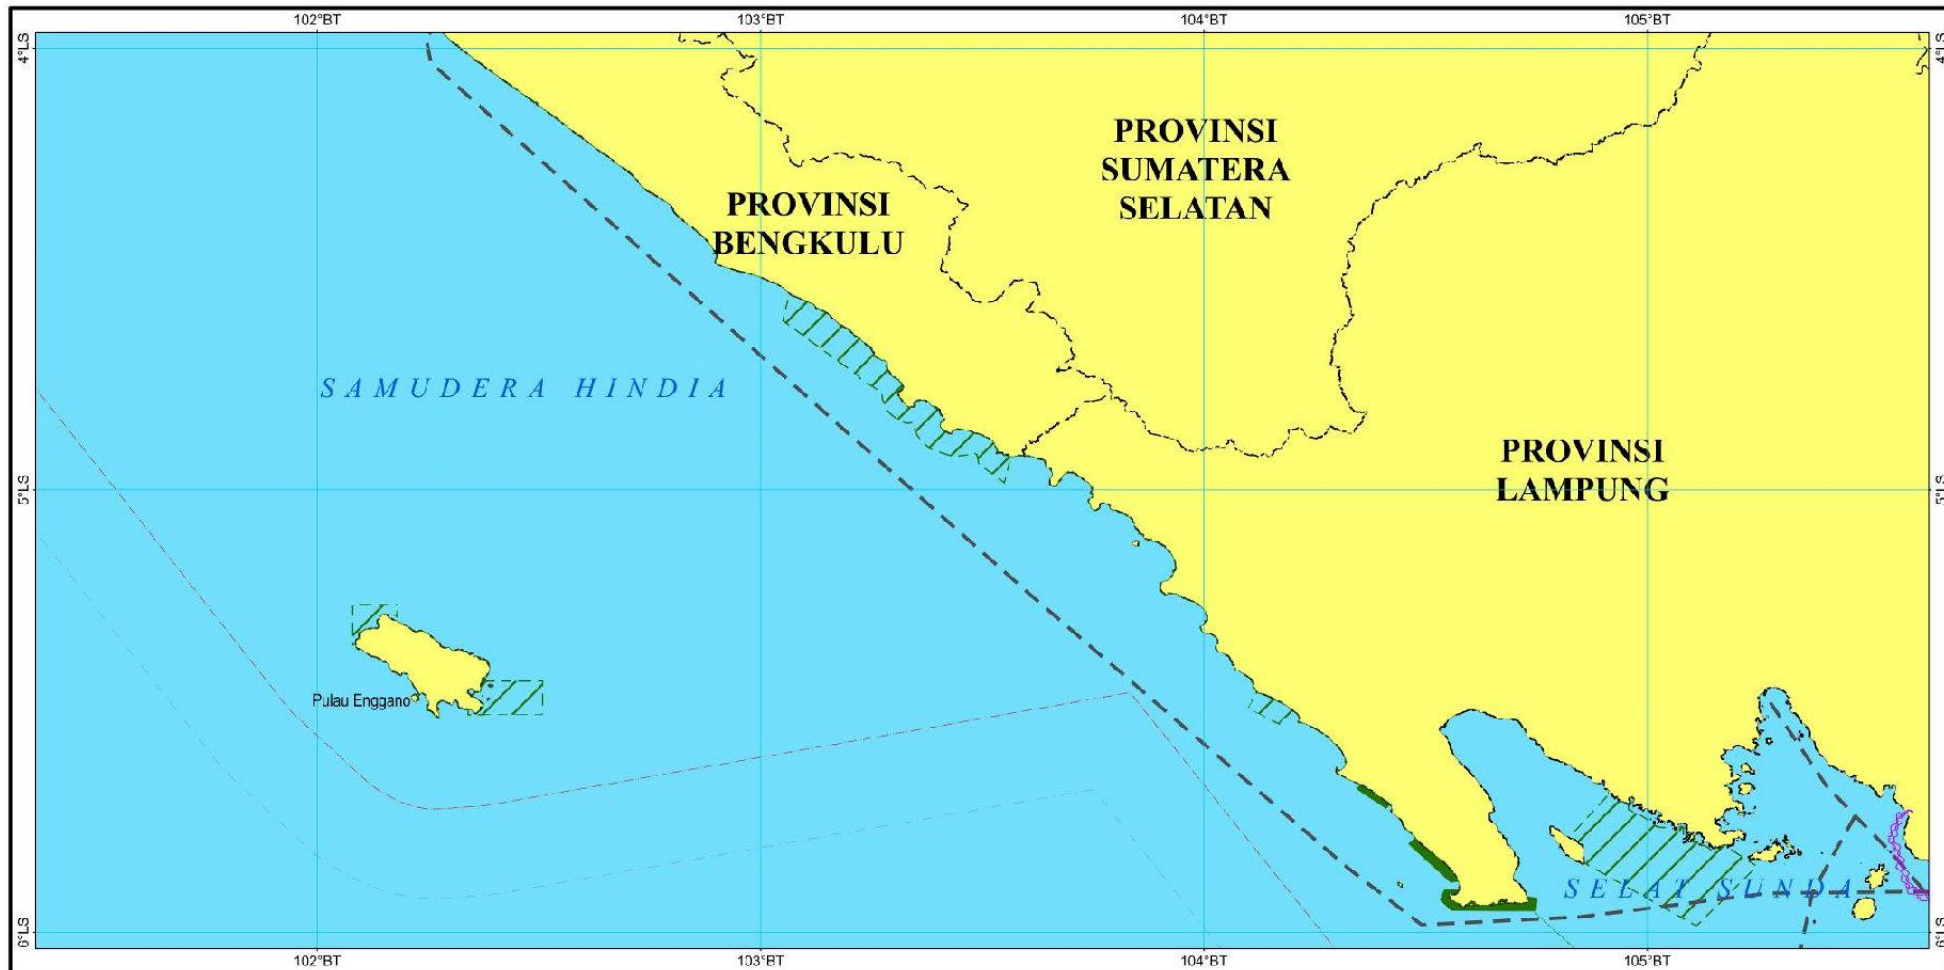 102°BT
103°BT
104°BT
105°BT
4°LS
4°LS
PROVINSI
SUMATERA
SELATAN
PROVINSI
BENGKULU
SAMUDERA HINDIA
PROVINSI
LAMPUNG
5°LS
5°LS
Pulau Enggano
SELAT SUNDA
6°LS
6°LS
102°BT
103°BT
104°BT
105°BT